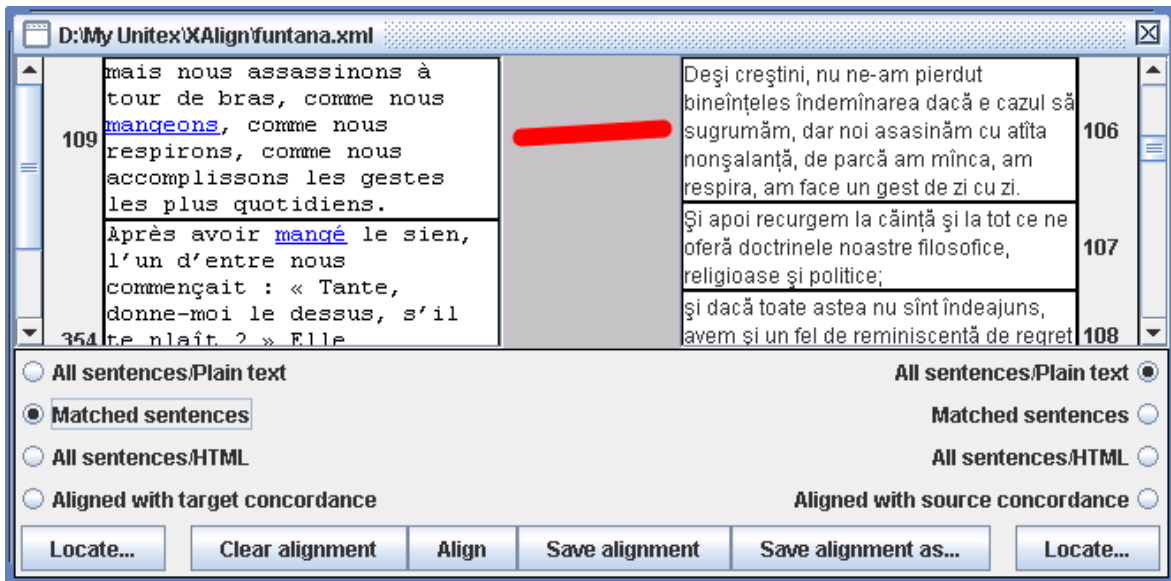 D:\My Unitex\XAlign\funtana.xml
mais nous assassinons à
tour de bras, comme nous
mangeons, comme nous
109
respirons, comme nous
accomplissons les gestes
les plus quotidiens.
Après avoir mangé le sien,
l'un d'entre nous
commençait : « Tante,
donne-moi le dessus, s'il
354
te plaît ? » Elle
Deşi creştini, nu ne-am pierdut
bineînţeles îndemînarea dacă e cazul să
sugrumăm, dar noi asasinăm cu atîta
106
nonşalanţă, de parcă am mînca, am
respira, am face un gest de zi cu zi.
Şi apoi recurgem la căinţă şi la tot ce ne
oferă doctrinele noastre filosofice,
107
religioase şi politice;
şi dacă toate astea nu sînt îndeajuns,
avem şi un fel de reminiscenţă de regret
108
All sentences/Plain text
All sentences/Plain text
Matched sentences
Matched sentences
All sentences/HTML
All sentences/HTML
Aligned with target concordance
Aligned with source concordance
Locate...
Clear alignment
Align
Save alignment
Save alignment as...
Locate...